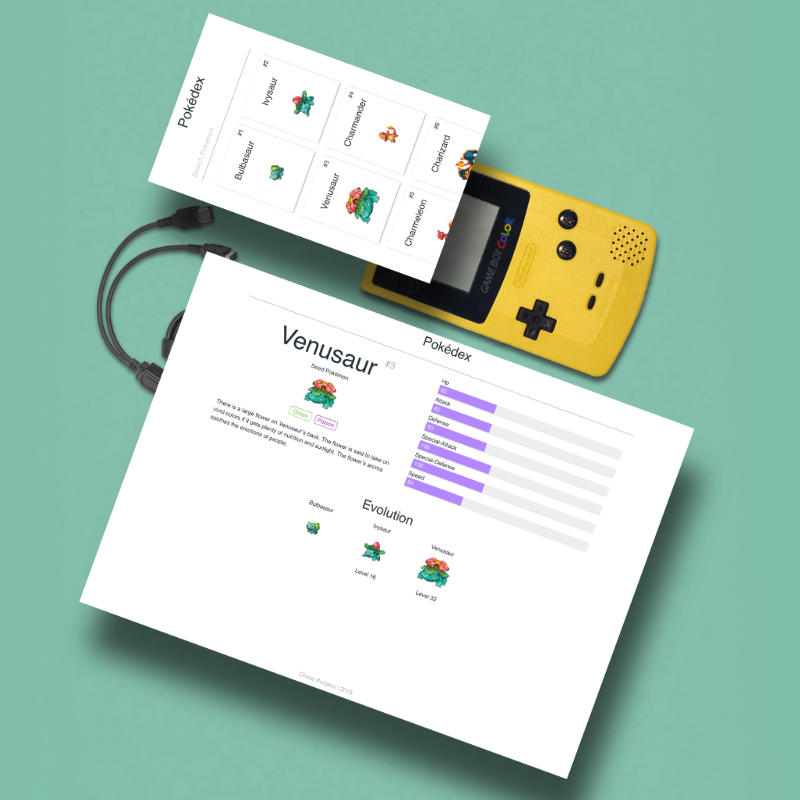 Pokédex
Search Pokémon
#1
Bulbasaur
#2
Ivysaur
#3
Venusaur
#4
Charmander
#5
Charmeleon
#6
Charizard
GAME BOY COLOR
Nintendo
Pokédex
Venusaur #3
Seed Pokémon
Grass Poison
There is a large flower on Venusaur's back. The flower is said to take on
vivid colors if it gets plenty of nutrition and sunlight. The flower's aroma
soothes the emotions of people.
Hp
80
Attack
82
Defense
83
Special-Attack
100
Special-Defense
100
Speed
80
Evolution
Bulbasaur
Ivysaur
Level 16
Venusaur
Level 32
2019